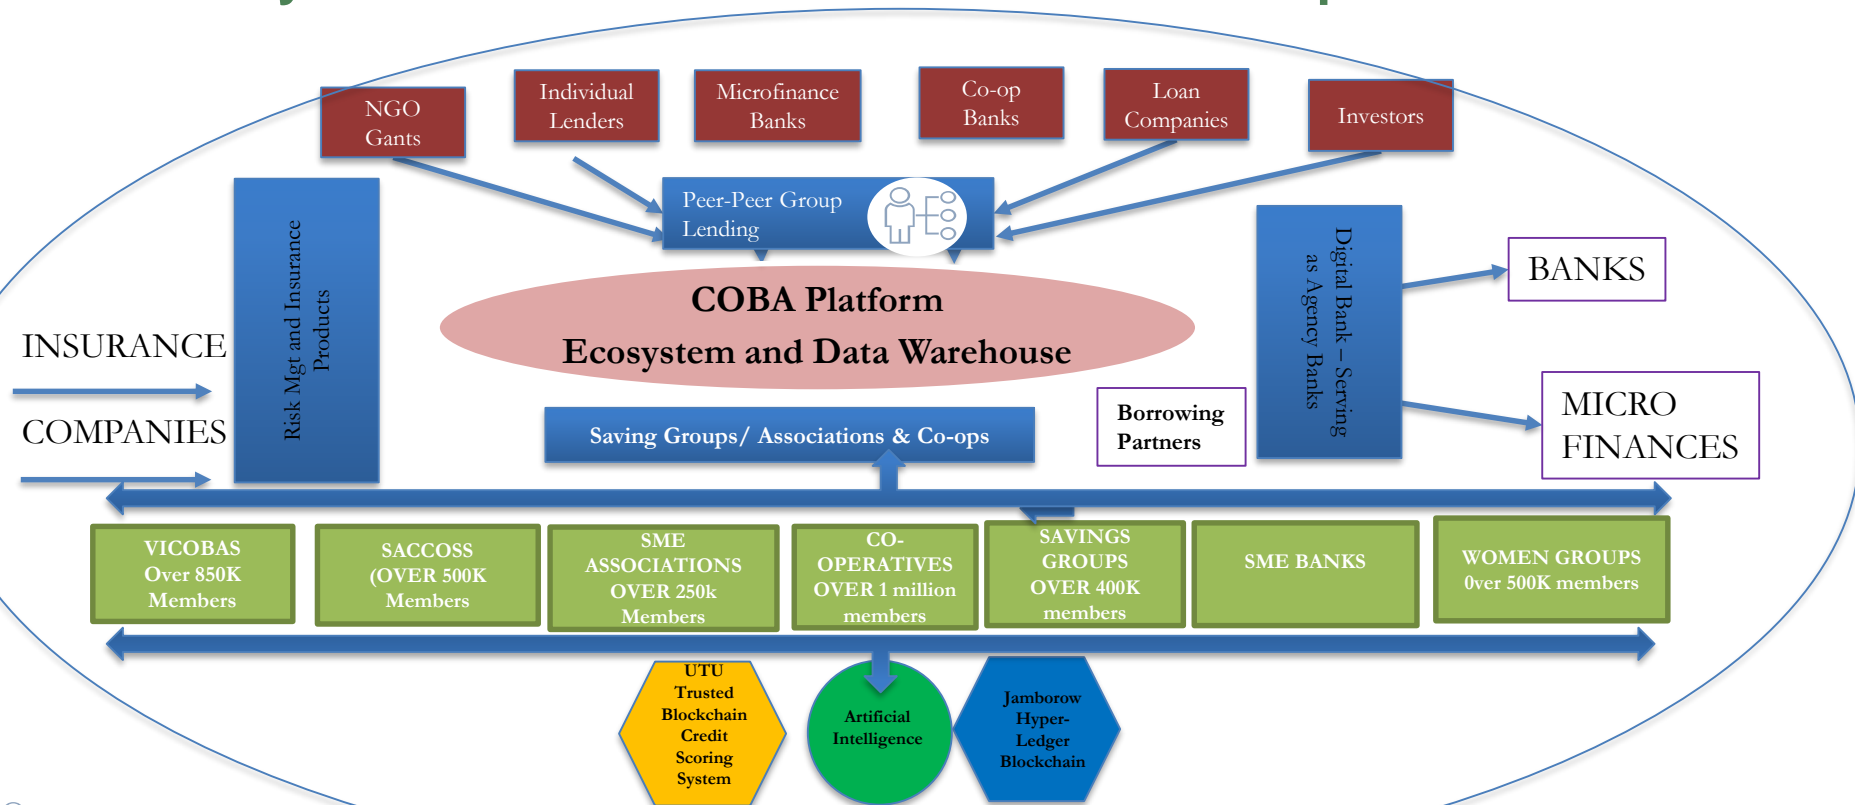 NGO
Gants
Individual
Lenders
Microfinance
Banks
Co-op
Banks
Loan
Companies
Investors
Peer-Peer Group
Lending
Risk Mgt and Insurance
Products
Digital Bank – Serving
as Agency Banks
BANKS
COBA Platform
Ecosystem and Data Warehouse
INSURANCE
COMPANIES
MICRO
FINANCES
Borrowing
Partners
Saving Groups/ Associations & Co-ops
VICOBAS
Over 850K
Members
SACCOSS
(OVER 500K
Members
SME
ASSOCIATIONS
OVER 250k
Members
CO-
OPERATIVES
OVER 1 million
members
SAVINGS
GROUPS
OVER 400K
members
SME BANKS
WOMEN GROUPS
0ver 500K members
UTU
Trusted
Blockchain
Credit
Scoring
System
Artificial
Intelligence
Jamborow
Hyper-
Ledger
Blockchain